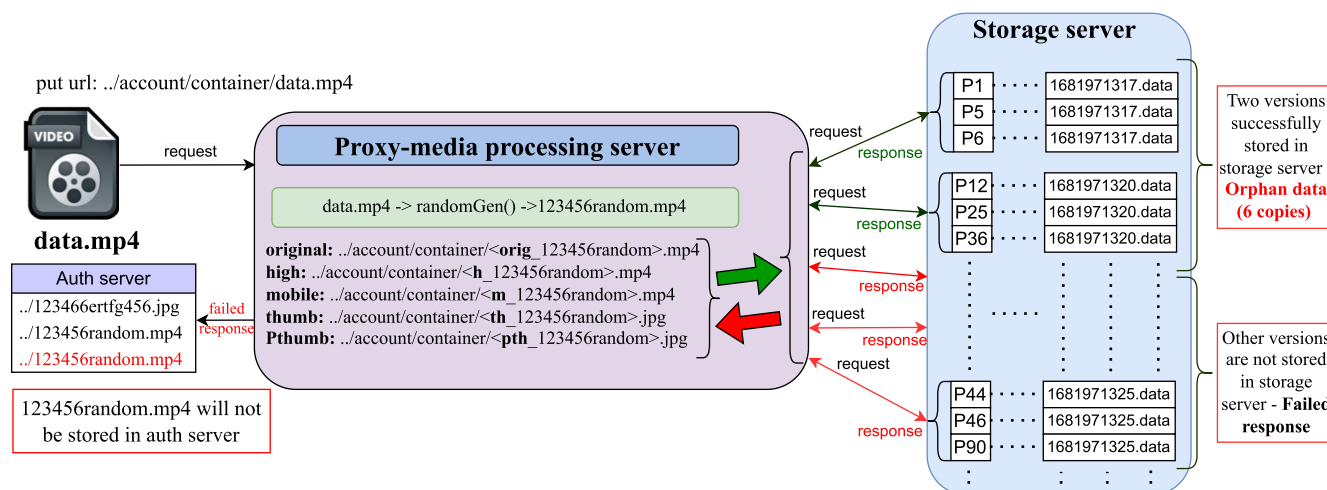 Storage server
put url: ../account/container/data.mp4
VIDEO
data.mp4
request
Proxy-media processing server
data.mp4 -> randomGen() ->123456random.mp4
original: ../account/container/<orig_123456random>.mp4
high: ../account/container/<h_123456random>.mp4
mobile: ../account/container/<m_123456random>.mp4
thumb: ../account/container/<th_123456random>.jpg
Pthumb: ../account/container/<pth_123456random>.jpg
Auth server
../123466ertfg456.jpg
../123456random.mp4
../123456random.mp4
failed
response
123456random.mp4 will not
be stored in auth server
request
response
request
response
request
response
request
response
request
response
P1 1681971317.data
P5 1681971317.data
P6 1681971317.data
P12 1681971320.data
P25 1681971320.data
P36 1681971320.data
P44 1681971325.data
P46 1681971325.data
P90 1681971325.data
Two versions
successfully
stored in
storage server
Orphan data
(6 copies)
Other versions
are not stored
in storage
server - Failed
response